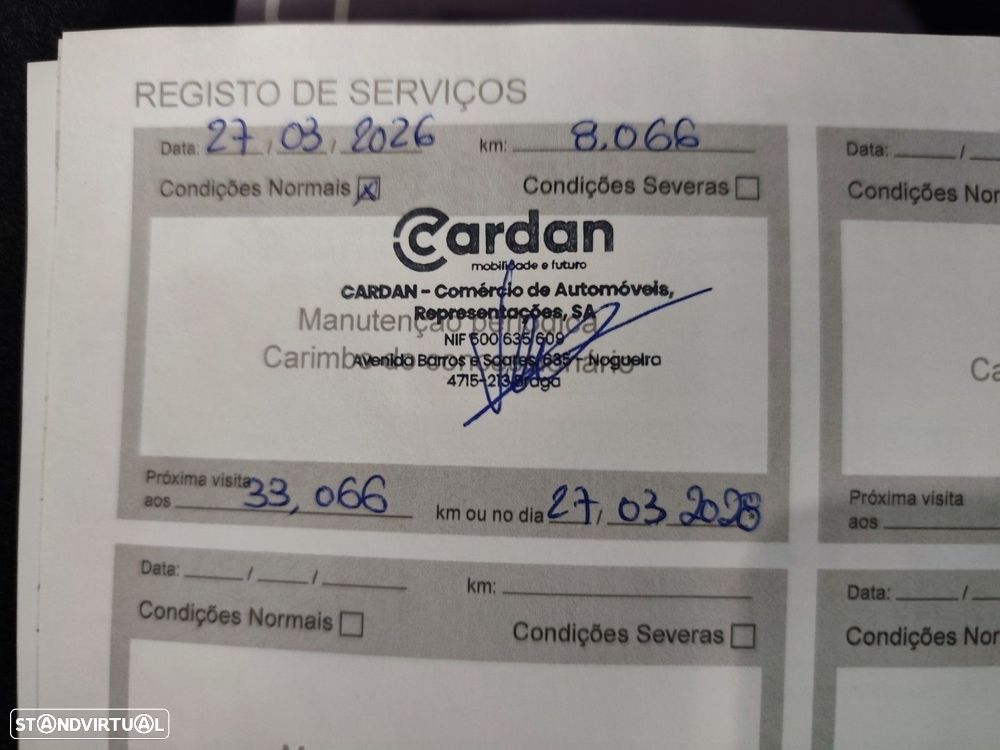 REGISTO DE SERVIÇOS
Data: 27 / 03 / 2026 km: 8.066
Condições Normais Condições Severas
Cardan
mobilidade e futuro
CARDAN - Comércio de Automóveis,
Representações, SA
Manutenção periódica
NIF 500 635 609
Carimbo do concessionário
Avenida Barros e Soares, 635 - Nogueira
4715-213 Braga
Próxima visita
aos 33,066 km ou no dia 27 / 03 2028
Data: / /
km:
Condições Normais
Condições Severas
Data: /
Condições Nor
Ca
Próxima visita
aos
Data: /
Condições Nor
STANDVIRTUAL